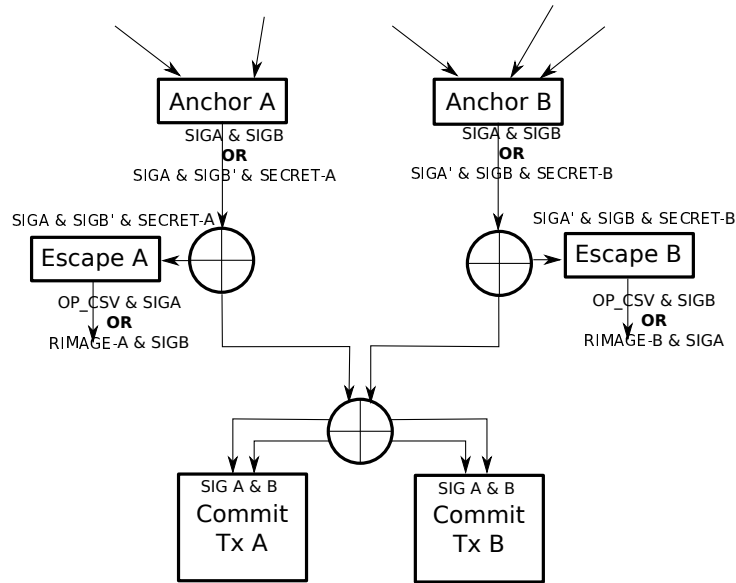 Anchor A
Anchor B
SIGA & SIGB
OR
SIGA & SIGB' & SECRET-A
SIGA & SIGB
OR
SIGA' & SIGB & SECRET-B
SIGA & SIGB' & SECRET-A
SIGA' & SIGB & SECRET-B
Escape A
Escape B
OP_CSV & SIGA
OR
RIMAGE-A & SIGB
OP_CSV & SIGB
OR
RIMAGE-B & SIGA
SIG A & B
Commit
Tx A
SIG A & B
Commit
Tx B